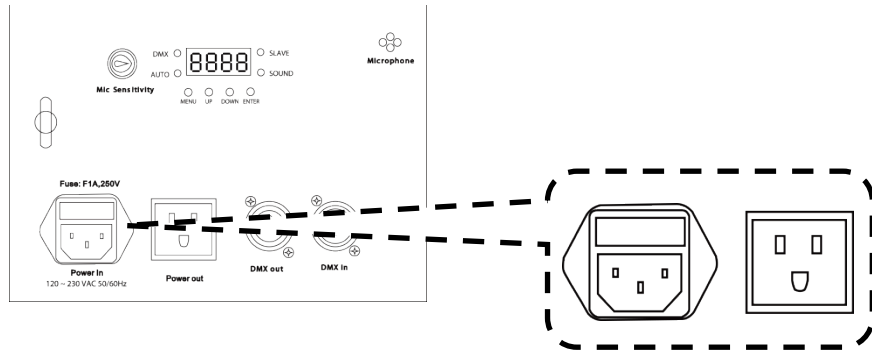 DMX
8888
SLAVE
AUTO
SOUND
Microphone
Mic Sensitivity
MENU UP DOWN ENTER
Fuse: F1A,250V
Power In
120 ~ 230 VAC 50/60Hz
Power out
DMX out
DMX In